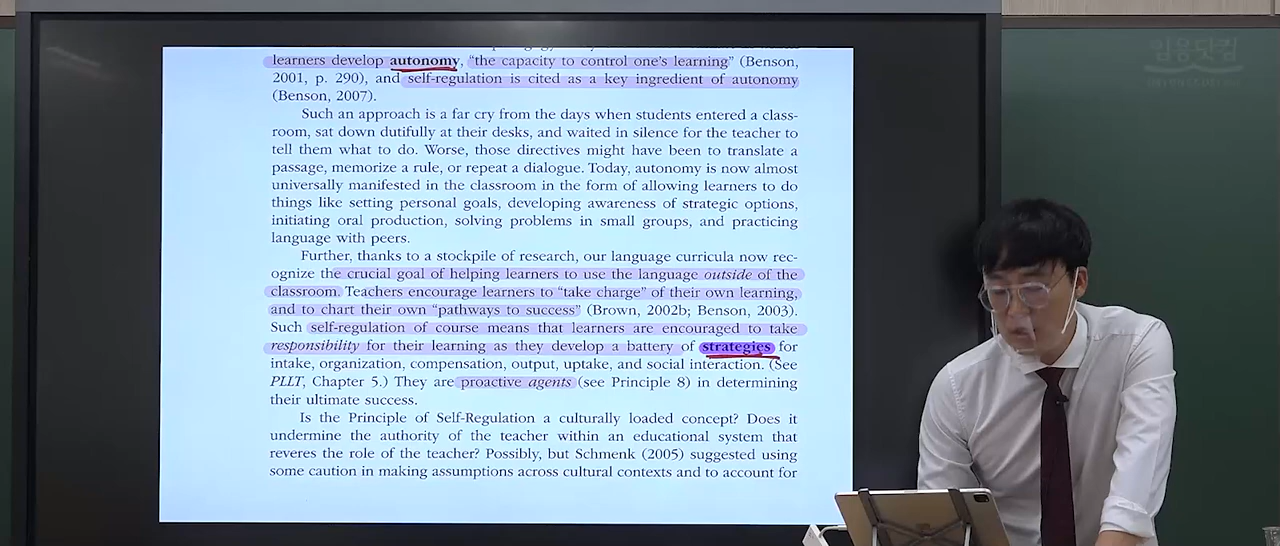 learners develop autonomy, “the capacity to control one’s learning” (Benson,
2001, p. 290), and self-regulation is cited as a key ingredient of autonomy
(Benson, 2007).
Such an approach is a far cry from the days when students entered a class-
room, sat down dutifully at their desks, and waited in silence for the teacher to
tell them what to do. Worse, those directives might have been to translate a
passage, memorize a rule, or repeat a dialogue. Today, autonomy is now almost
universally manifested in the classroom in the form of allowing learners to do
things like setting personal goals, developing awareness of strategic options,
initiating oral production, solving problems in small groups, and practicing
language with peers.
Further, thanks to a stockpile of research, our language curricula now rec-
ognize the crucial goal of helping learners to use the language outside of the
classroom. Teachers encourage learners to “take charge” of their own learning,
and to chart their own “pathways to success” (Brown, 2002b; Benson, 2003).
Such self-regulation of course means that learners are encouraged to take
responsibility for their learning as they develop a battery of strategies for
intake, organization, compensation, output, uptake, and social interaction. (See
PLLT, Chapter 5.) They are proactive agents (see Principle 8) in determining
their ultimate success.
Is the Principle of Self-Regulation a culturally loaded concept? Does it
undermine the authority of the teacher within an educational system that
reveres the role of the teacher? Possibly, but Schmenk (2005) suggested using
some caution in making assumptions across cultural contexts and to account for
임용닷컴